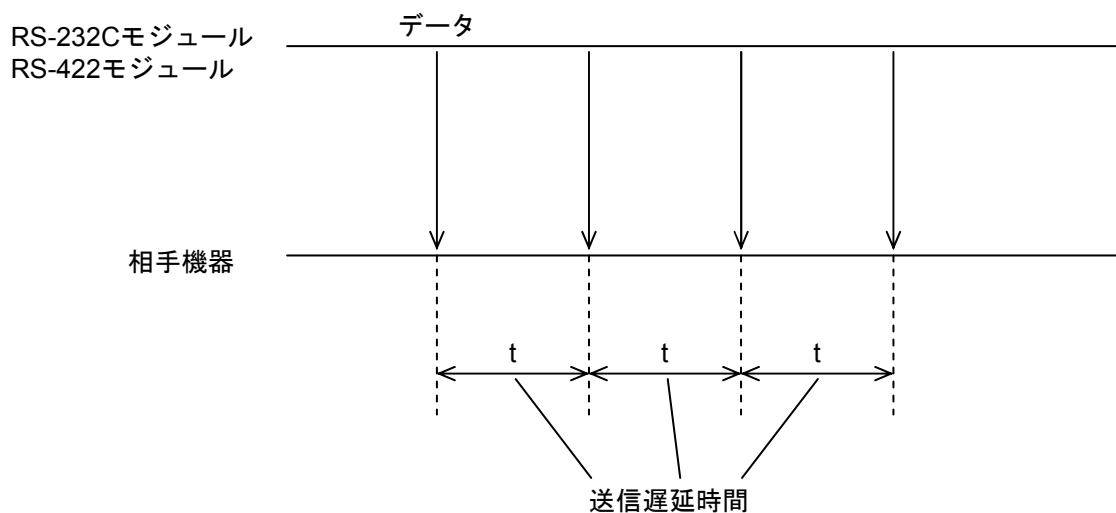 データ
RS-232Cモジュール
RS-422モジュール
相手機器
t
t
t
送信遅延時間